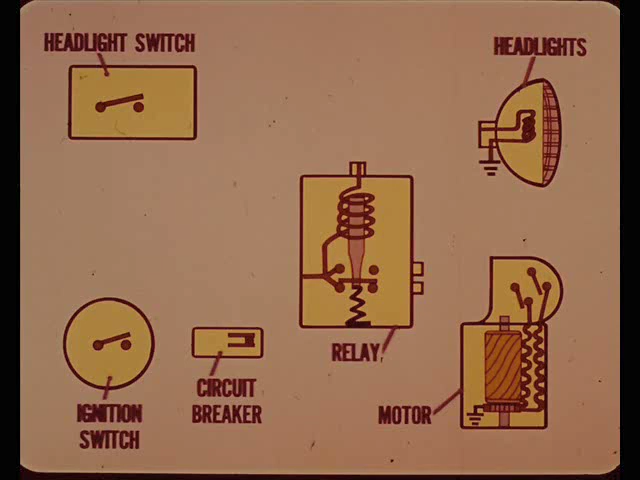 HEADLIGHT SWITCH
HEADLIGHTS
RELAY
CIRCUIT
BREAKER
MOTOR
IGNITION
SWITCH